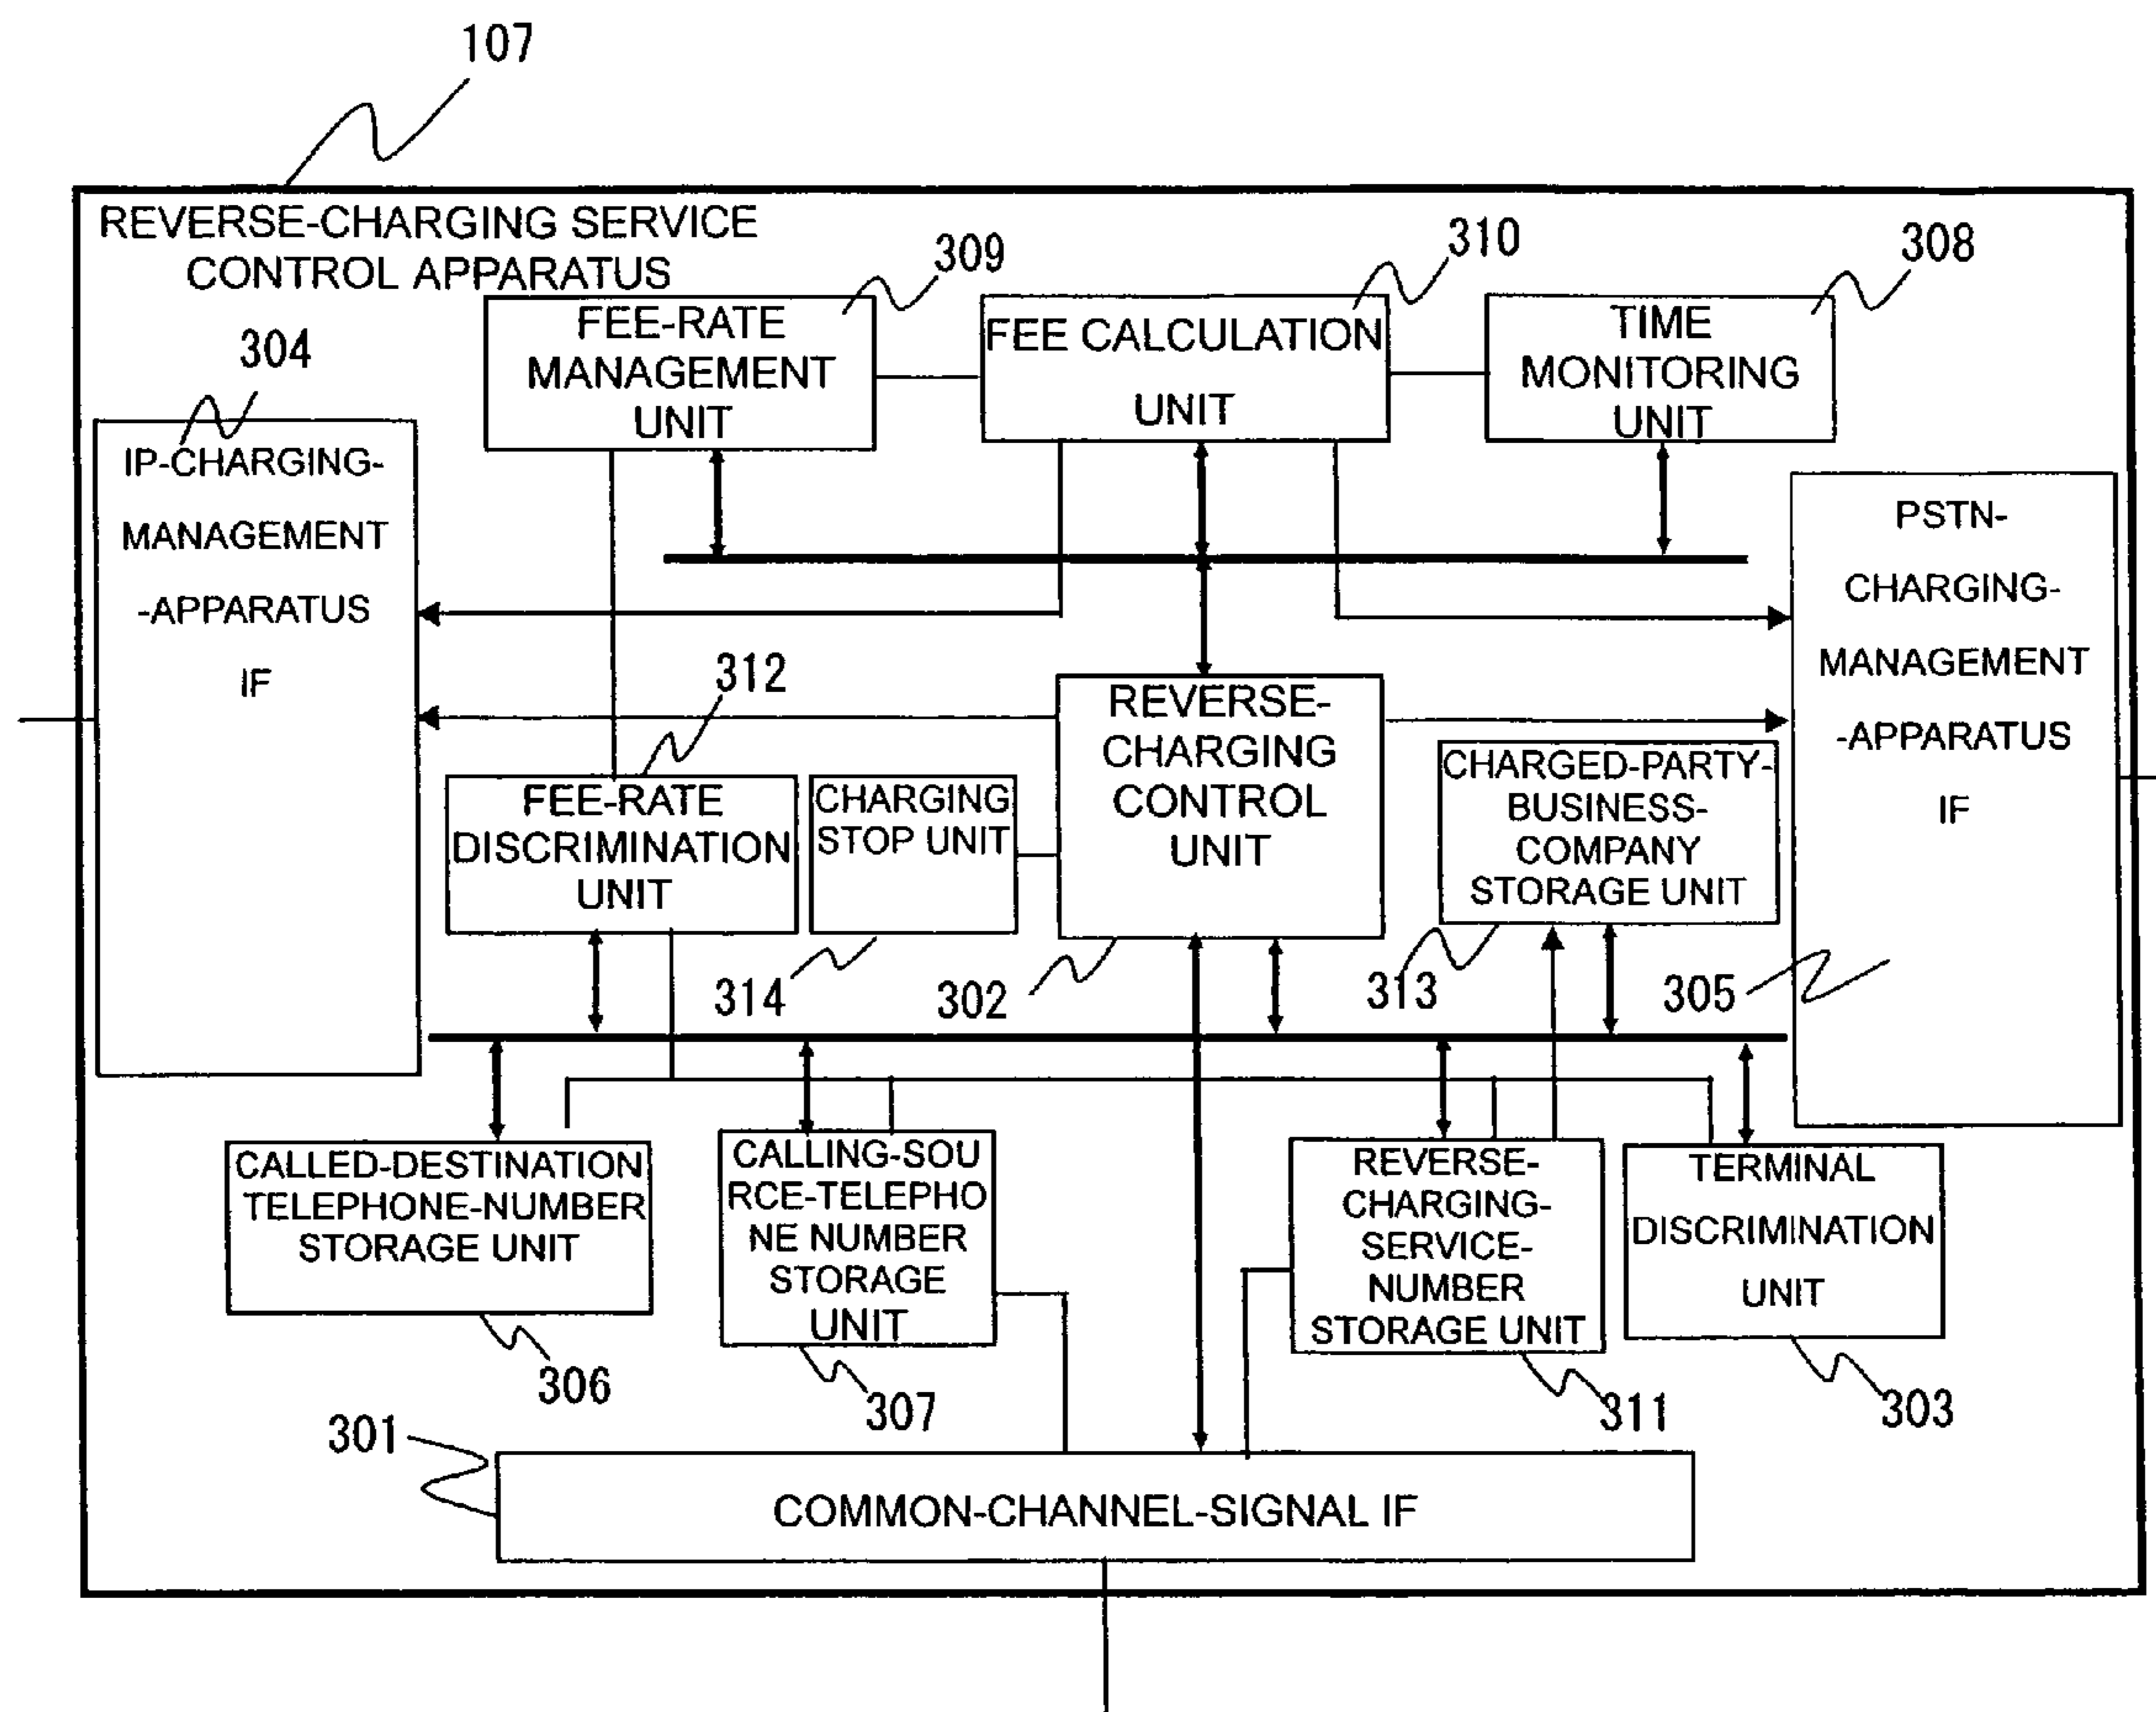 107
REVERSE-CHARGING SERVICE
CONTROL APPARATUS
309
310
308
304
FEE-RATE
MANAGEMENT
UNIT
FEE CALCULATION
UNIT
TIME
MONITORING
UNIT
IP-CHARGING-
MANAGEMENT
-APPARATUS
IF
PSTN-
CHARGING-
MANAGEMENT
-APPARATUS
IF
312
FEE-RATE
DISCRIMINATION
UNIT
CHARGING
STOP UNIT
REVERSE-
CHARGING
CONTROL
UNIT
CHARGED-PARTY-
BUSINESS-
COMPANY
STORAGE UNIT
314
302
313
305
CALLED-DESTINATION
TELEPHONE-NUMBER
STORAGE UNIT
CALLING-SOU
RCE-TELEPHO
NE NUMBER
STORAGE
UNIT
REVERSE-
CHARGING-
SERVICE-
NUMBER
STORAGE UNIT
TERMINAL
DISCRIMINATION
UNIT
306
307
311
303
301
COMMON-CHANNEL-SIGNAL IF